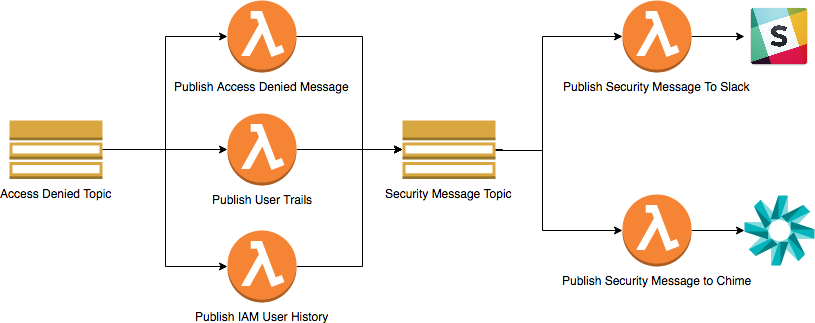 Publish Access Denied Message
Publish Security Message To Slack
S
Access Denied Topic
Publish User Trails
Security Message Topic
Publish IAM User History
Publish Security Message to Chime